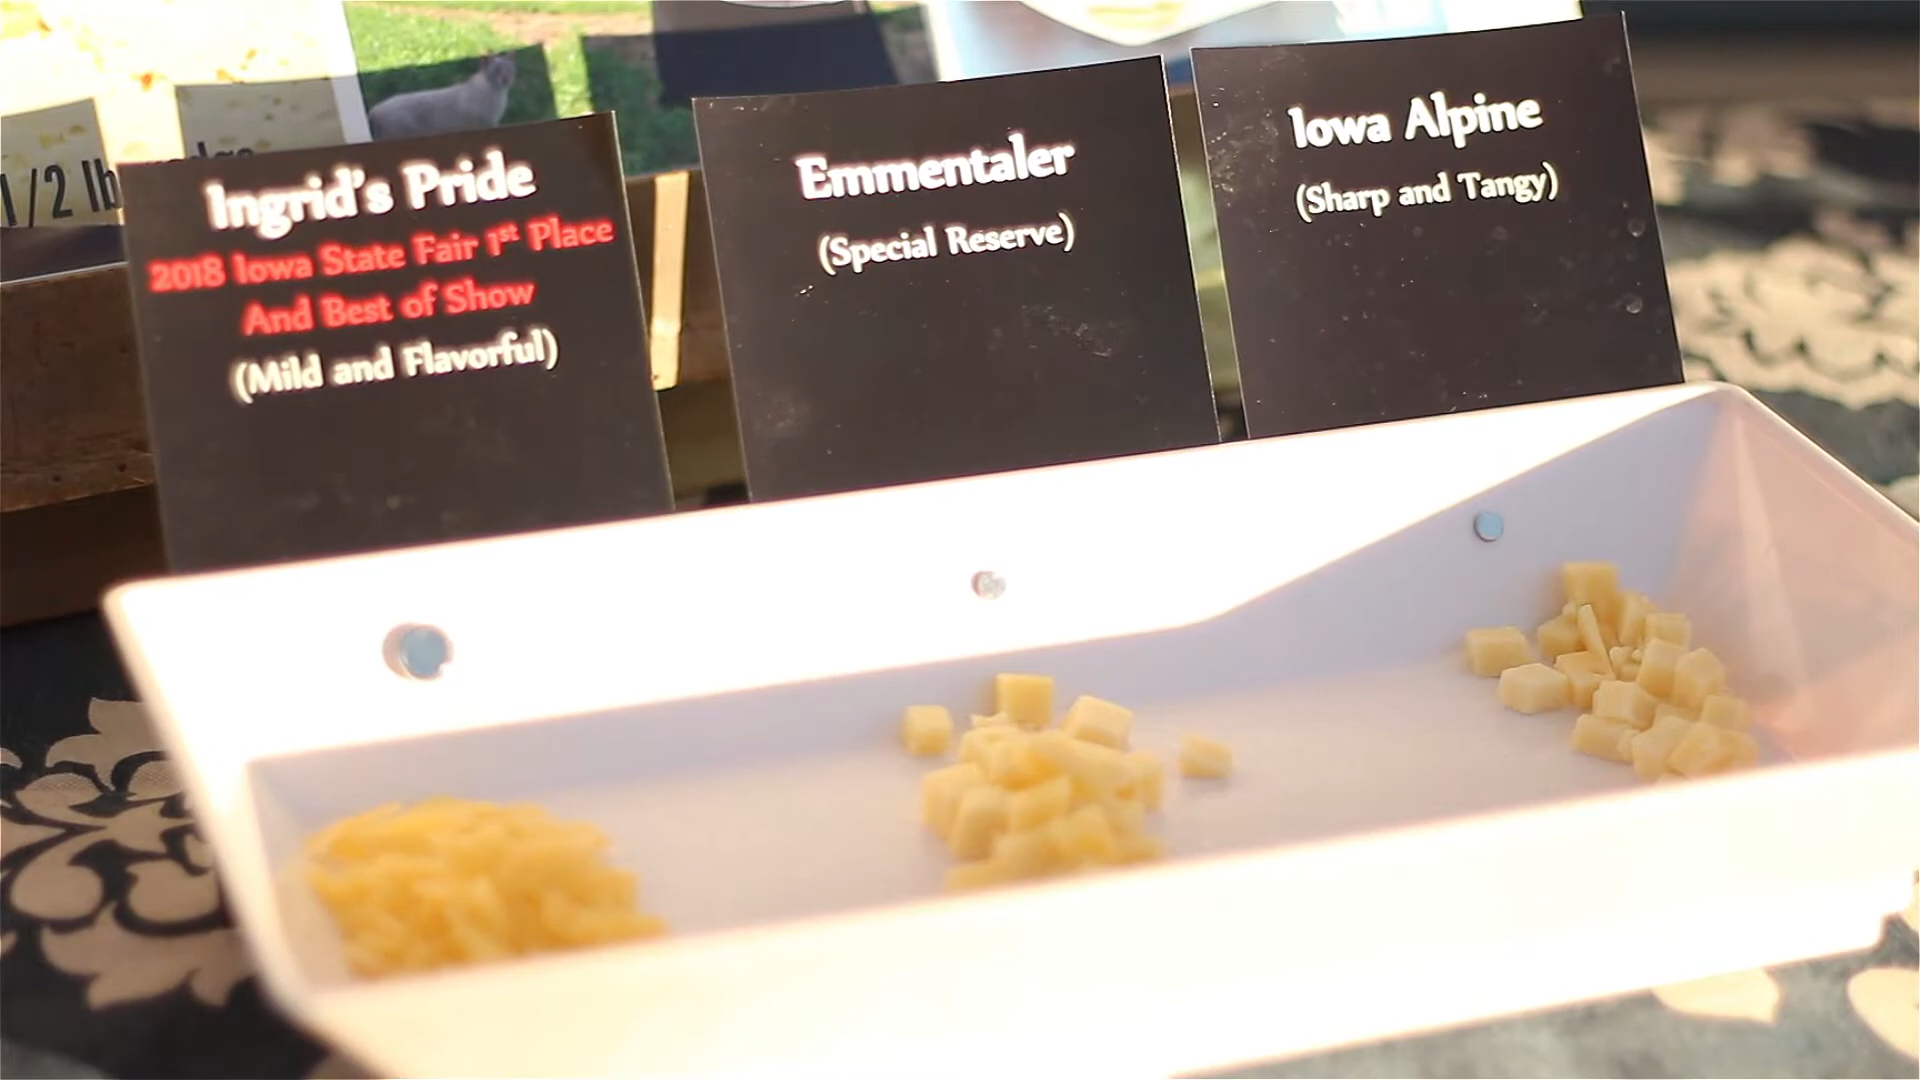 1/2 lb
Ingrid's Pride
2018 Iowa State Fair 1st Place
And Best of Show
(Mild and Flavorful)
Emmentaler
(Special Reserve)
Iowa Alpine
(Sharp and Tangy)